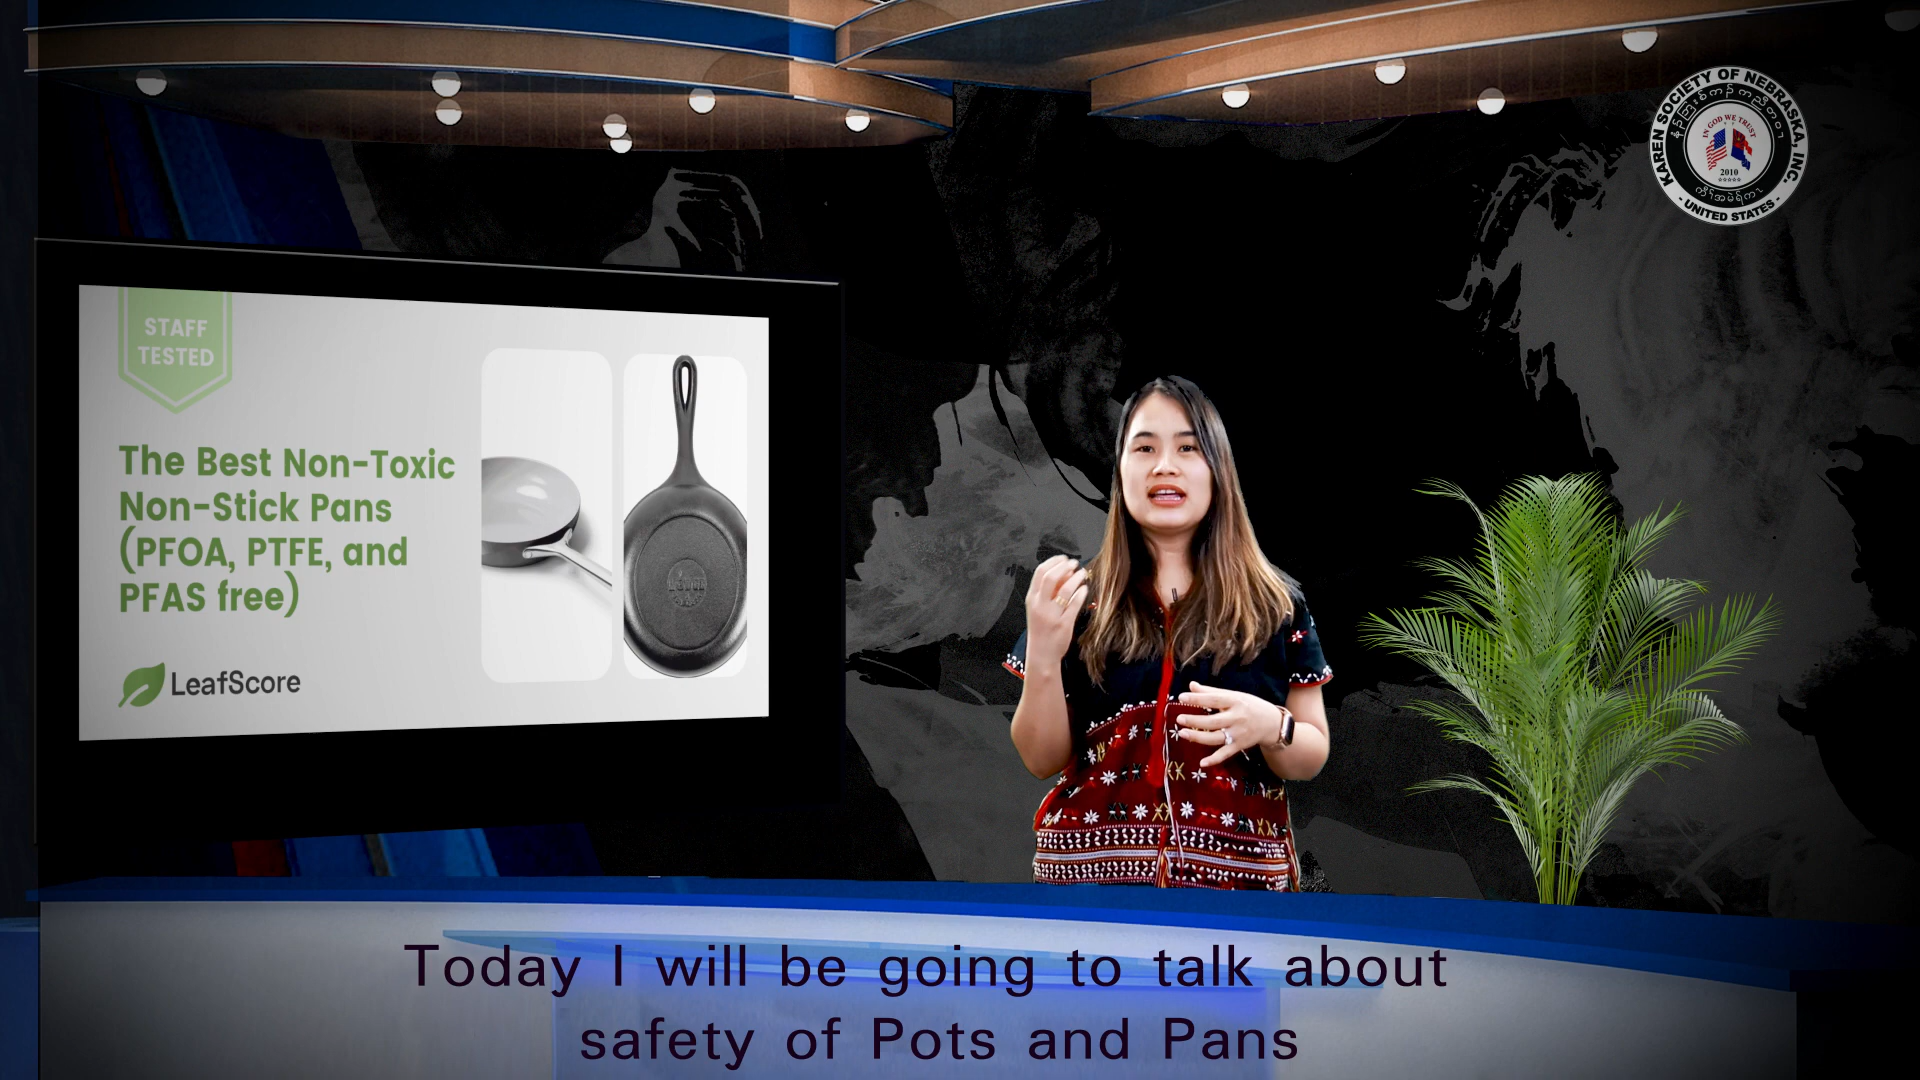 STAFF
TESTED
The Best Non-Toxic
Non-Stick Pans
(PFOA, PTFE, and
PFAS free)
LeafScore
KAREN SOCIETY OF NEBRASKA, INC.
IN GOD WE TRUST
2010
- UNITED STATES -
Today I will be going to talk about
safety of Pots and Pans